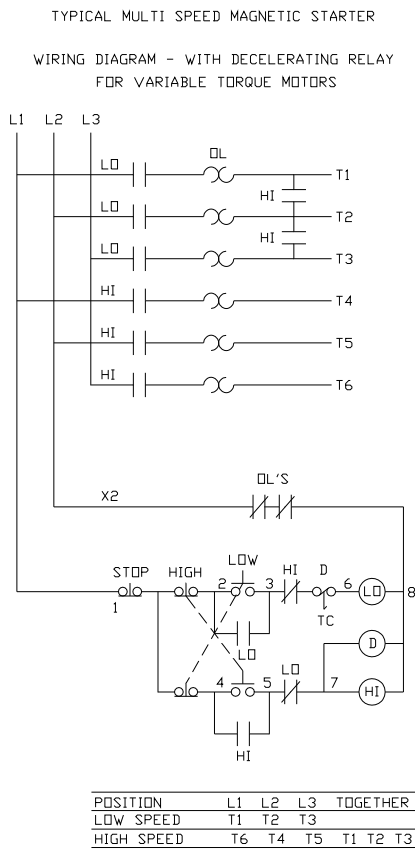 TYPICAL MULTI SPEED MAGNETIC STARTER
WIRING DIAGRAM - WITH DECELERATING RELAY
FOR VARIABLE TORQUE MOTORS
L1 L2 L3
LO OL T1
HI
LO T2
HI
LO T3
HI T4
HI T5
HI T6
OL'S
X2
LOW
STOP HIGH 2 3 HI D 6 LO 8
1 TC
LO
D
4 5 LO 7 HI
HI
POSITION L1 L2 L3 TOGETHER
LOW SPEED T1 T2 T3
HIGH SPEED T6 T4 T5 T1 T2 T3